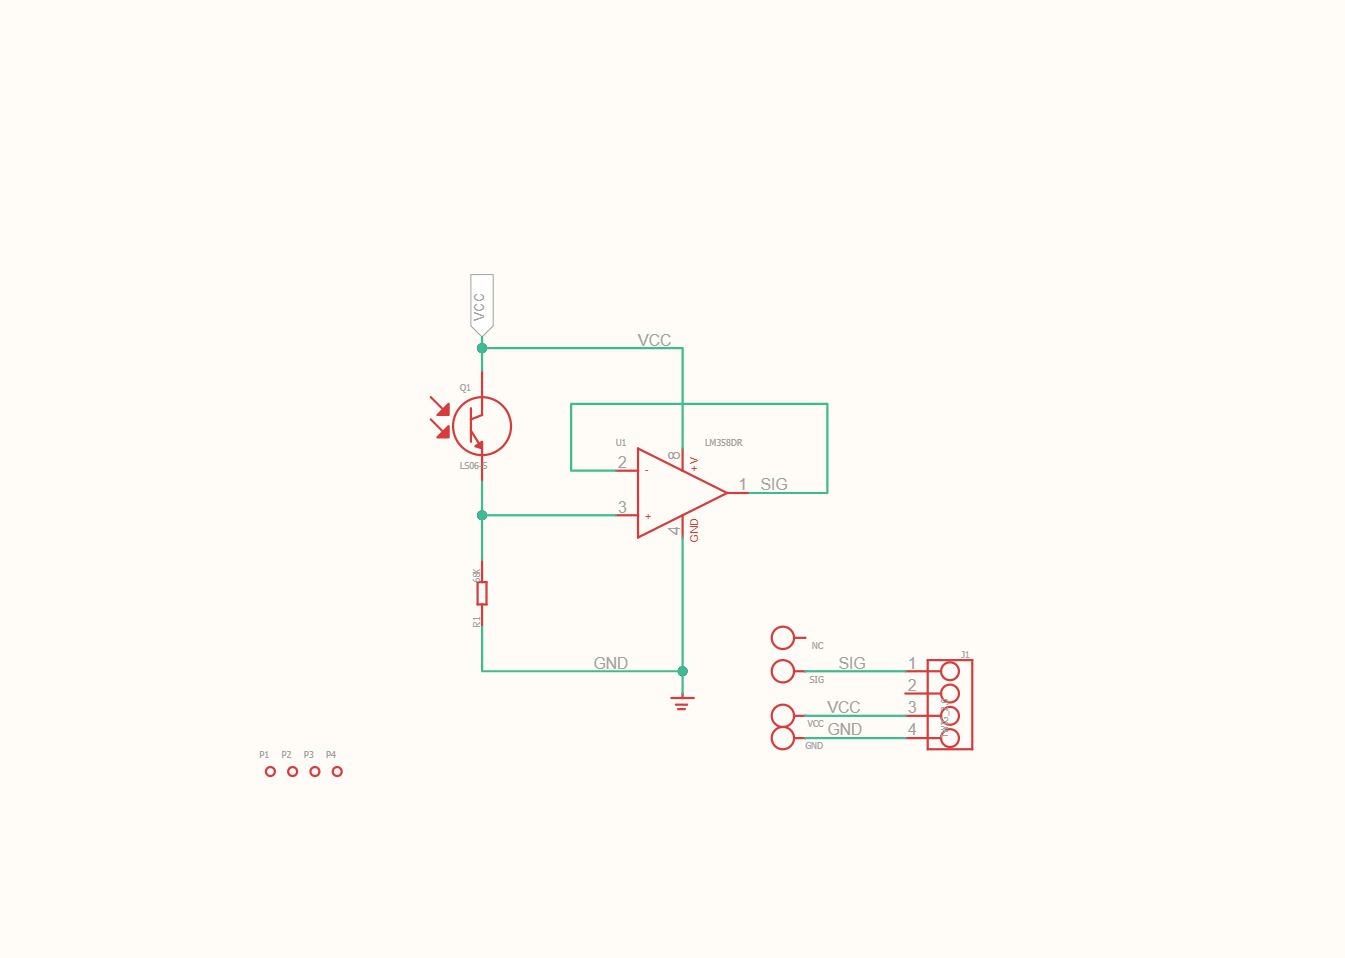 VCC
VCC
Q1
U1
LM358DR
8
+V
2
-
LS06-S
1
SIG
3
+
4
GND
68K
R1
NC
GND
J1
SIG
1
SIG
2
VCC
3
VCC
GND
4
GND
P1 P2 P3 P4